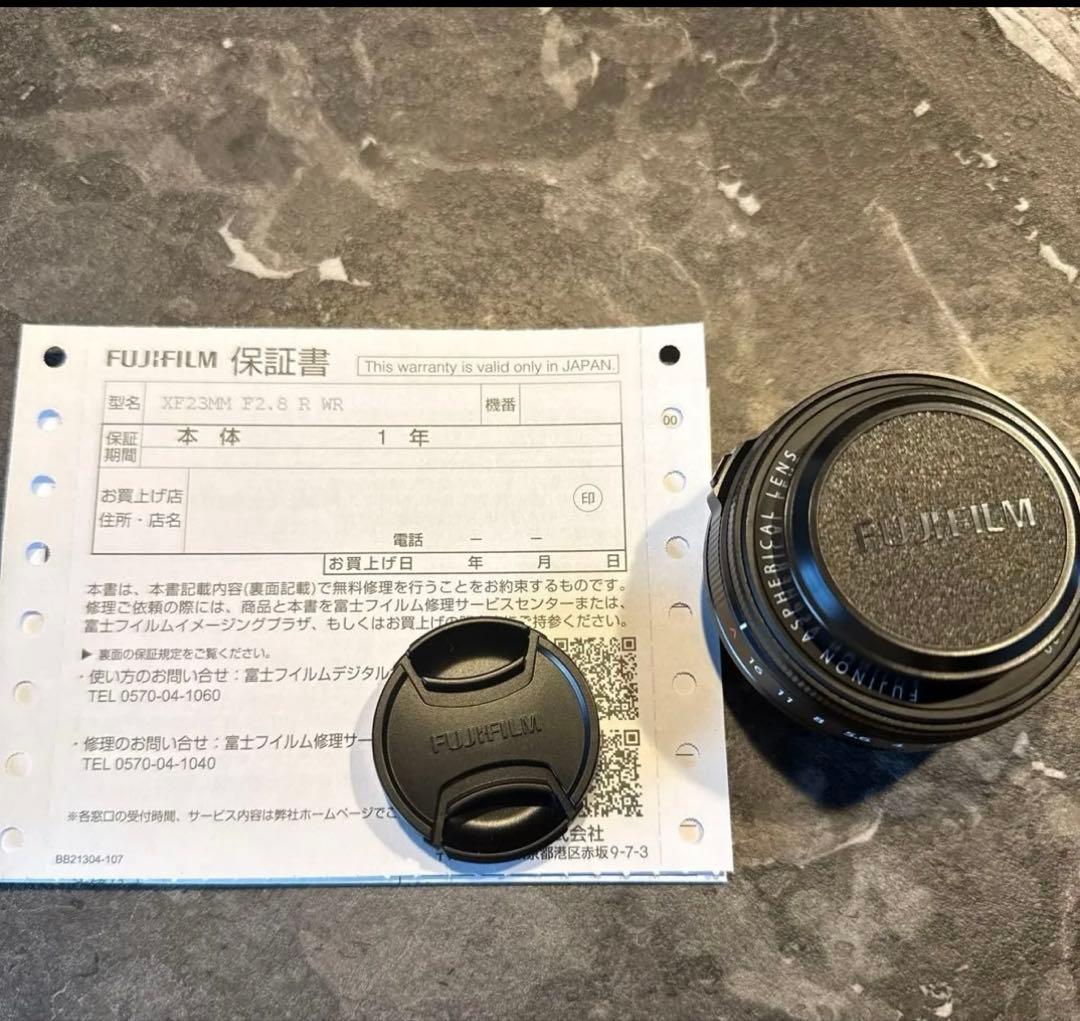 FUJIFILM 保証書 This warranty is valid only in JAPAN.
型名 XF23MM F2.8 R WR 機番
保証期間 本体 1年
お買上げ店
住所・店名 印
電話 － －
お買上げ日 年 月 日
本書は、本書記載内容(裏面記載)で無料修理を行うことをお約束するものです。
修理ご依頼の際には、商品と本書を富士フイルム修理サービスセンターまたは、
富士フイルムイメージングプラザ、もしくはお買上げの ご持参ください。
▶ 裏面の保証規定をご覧ください。
・使い方のお問い合せ：富士フイルムデジタル
TEL 0570-04-1060
・修理のお問い合せ：富士フイルム修理サー
TEL 0570-04-1040
※各窓口の受付時間、サービス内容は弊社ホームページでご
式会社
都港区赤坂9-7-3
BB21304-107
00
FUJIFILM
FUJIFILM
ASPHERICAL LENS
FUJINON
A 16 11 8 5.6 4